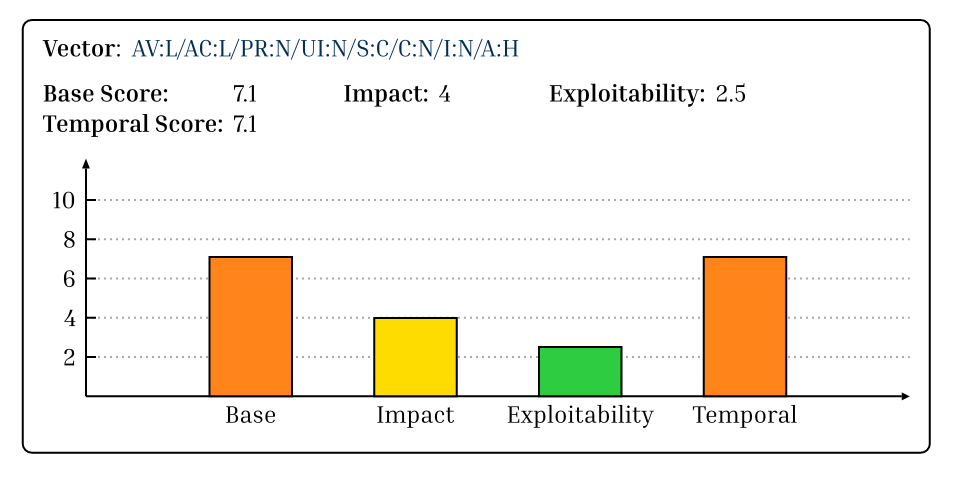 Vector: AV:L/AC:L/PR:N/UI:N/S:C/C:N/I:N/A:H
Base Score: 7.1 Impact: 4 Exploitability: 2.5
Temporal Score: 7.1
10
8
6
4
2
Base Impact Exploitability Temporal